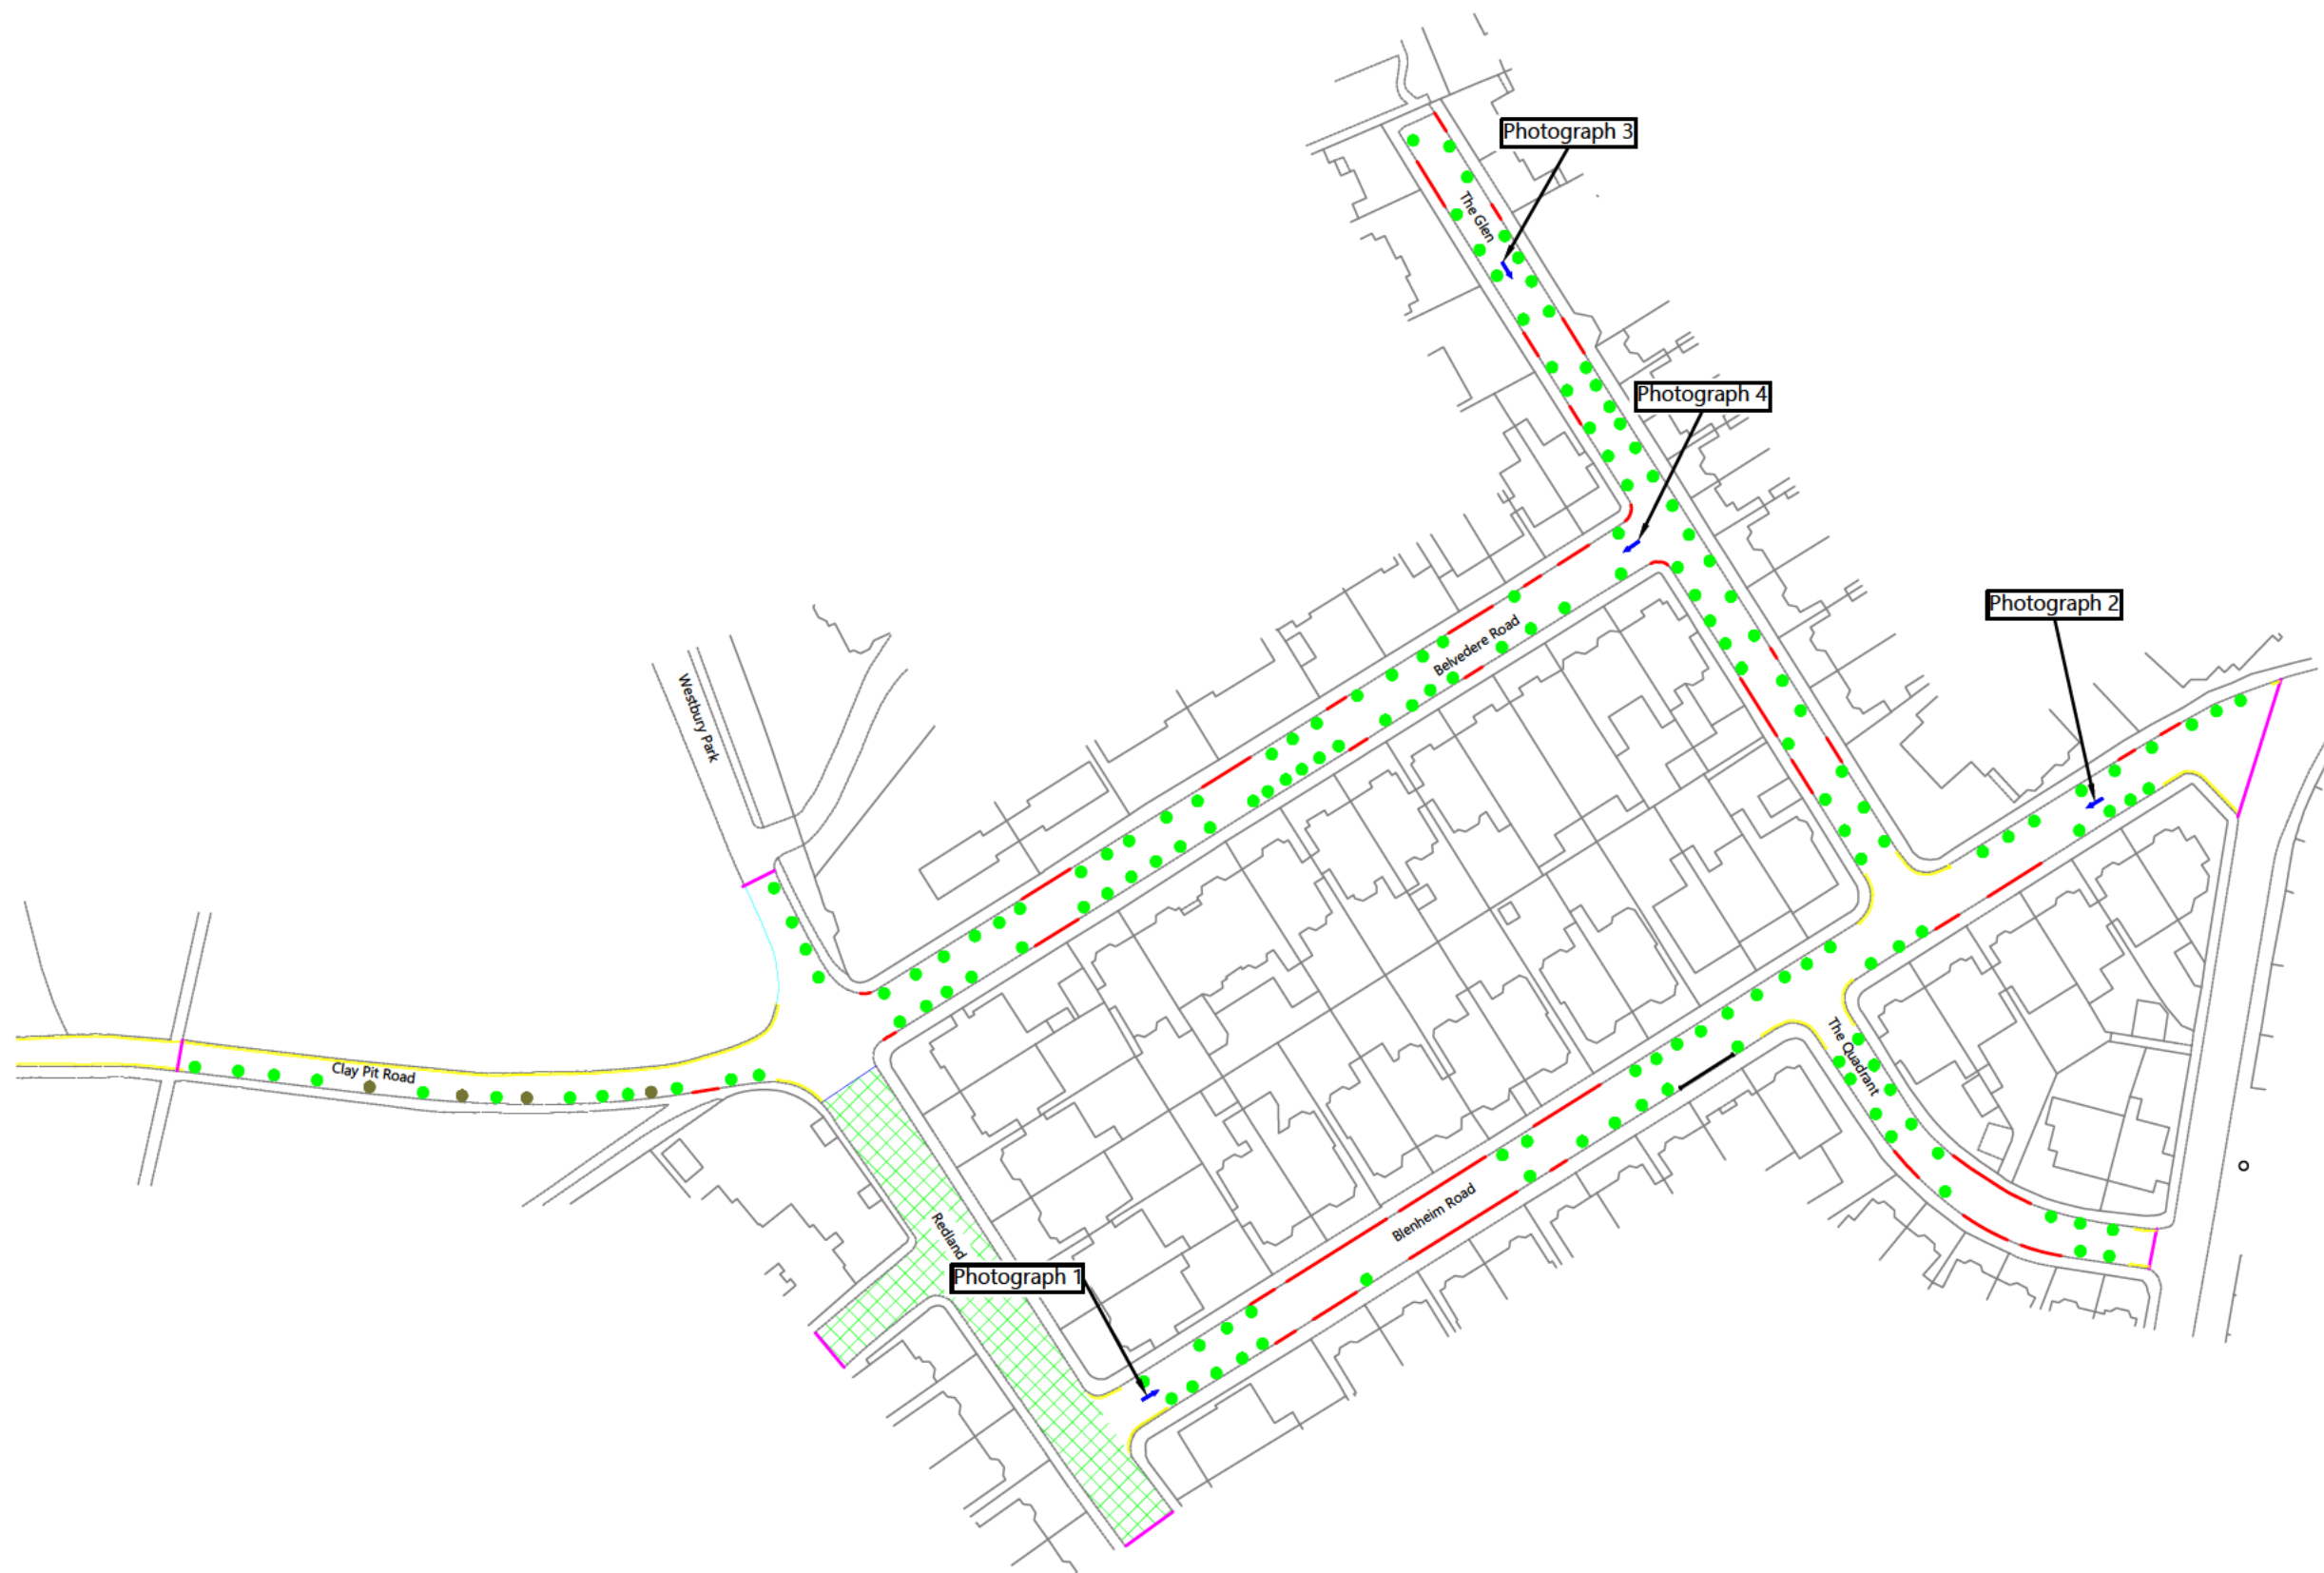 Photograph 3
The Glen
Photograph 4
Photograph 2
Belvedere Road
Westbury Park
Clay Pit Road
The Quadrant
Blenheim Road
Redland
Photograph 1